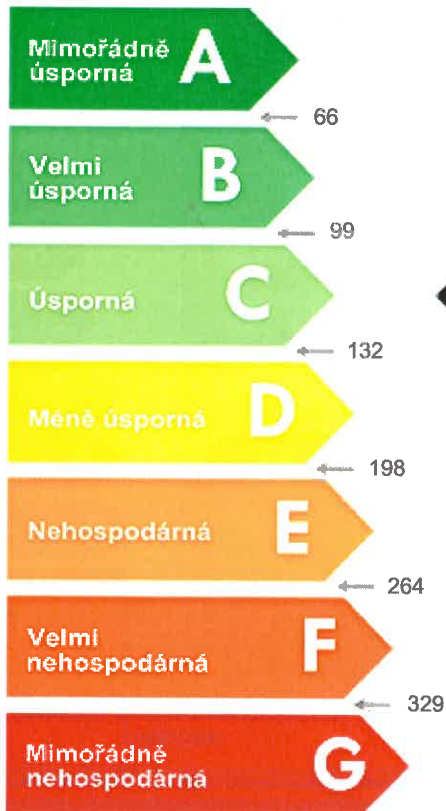 Mimořádně
úsporná A
66
Velmi
úsporná B
99
Úsporná C
132
Méně úsporná D
198
Nehospodárná E
264
Velmi
nehospodárná F
329
Mimořádně
nehospodárná G